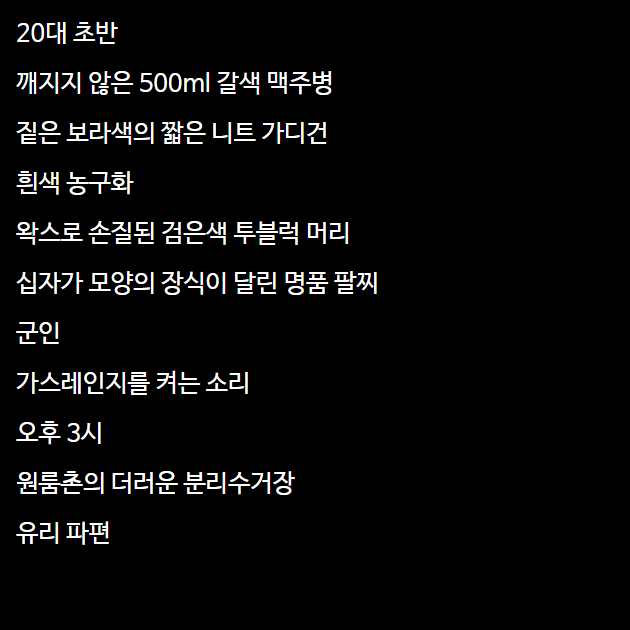 20대 초반
깨지지 않은 500ml 갈색 맥주병
짙은 보라색의 짧은 니트 가디건
흰색 농구화
왁스로 손질된 검은색 투블럭 머리
십자가 모양의 장식이 달린 명품 팔찌
군인
가스레인지를 켜는 소리
오후 3시
원룸촌의 더러운 분리수거장
유리 파편